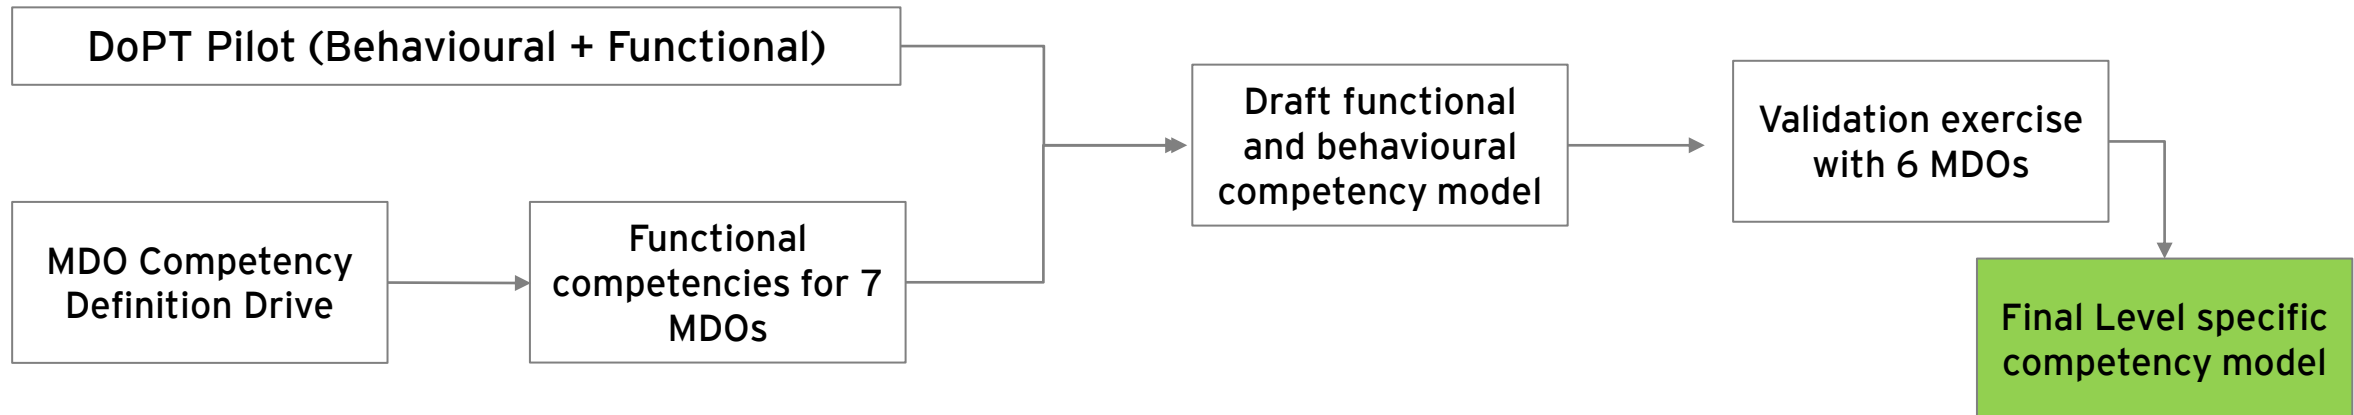 DoPT Pilot (Behavioural + Functional)
MDO Competency
Definition Drive
Functional
competencies for 7
MDOs
Draft functional
and behavioural
competency model
Validation exercise
with 6 MDOs
Final Level specific
competency model